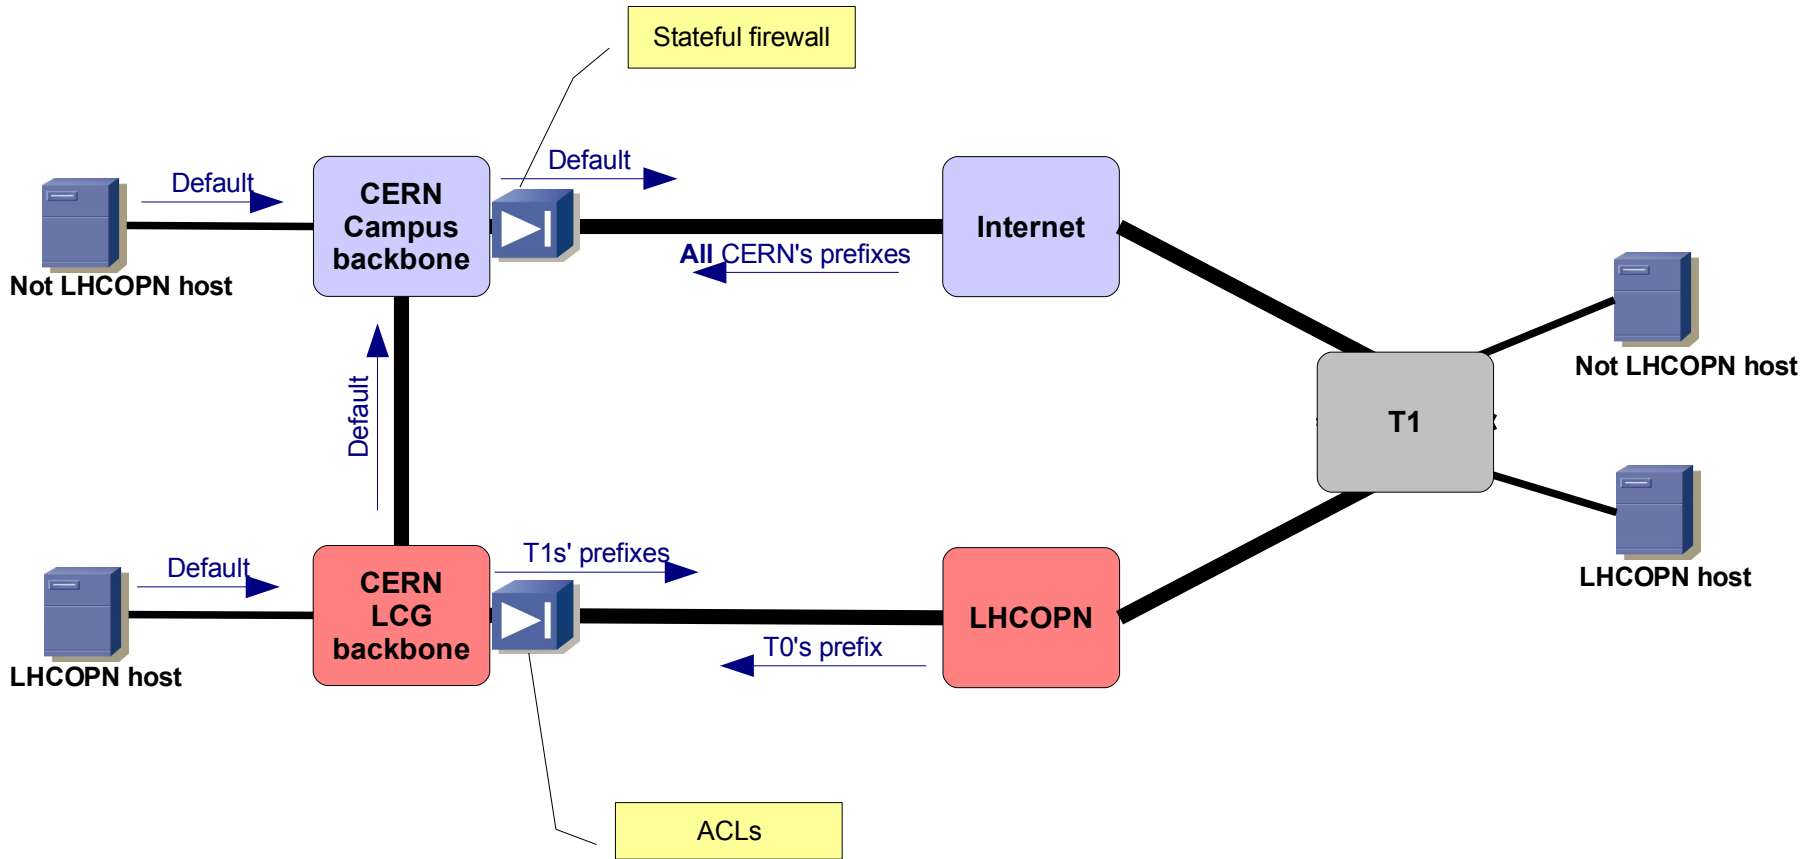 Stateful firewall
Default
Default
CERN
Campus
backbone
Internet
All CERN's prefixes
Not LHCOPN host
Not LHCOPN host
Default
T1
Default
T1s' prefixes
CERN
LCG
backbone
LHCOPN
T0's prefix
LHCOPN host
LHCOPN host
ACLs